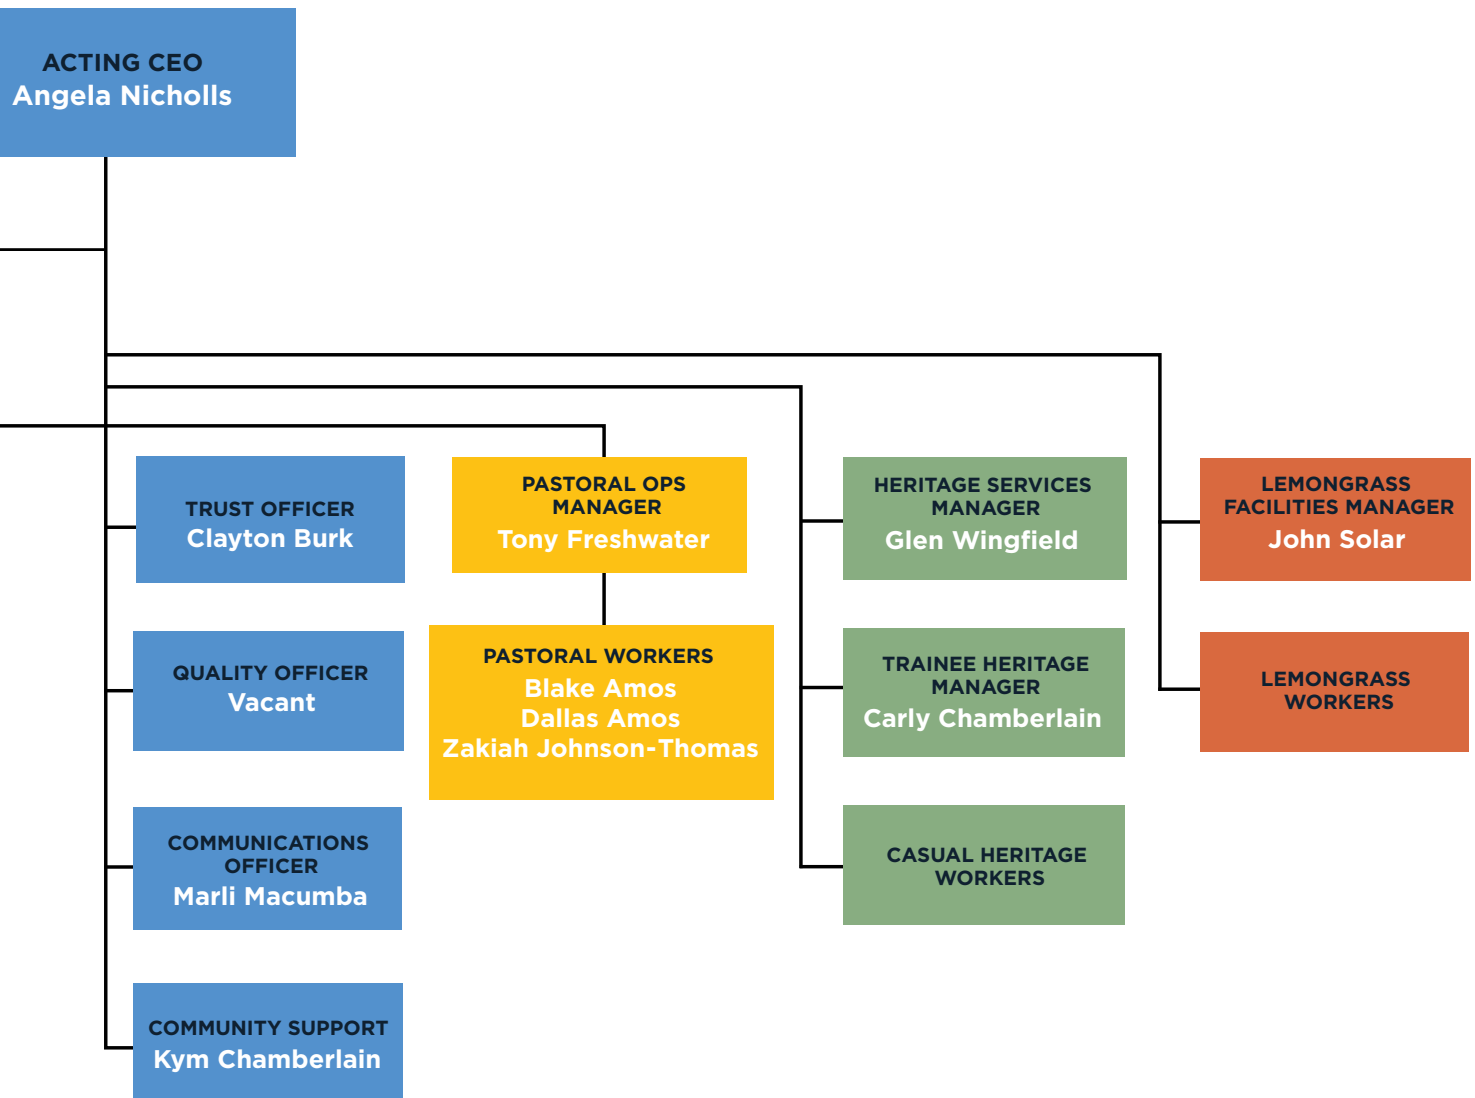 ACTING CEO
Angela Nicholls
TRUST OFFICER
Clayton Burk
QUALITY OFFICER
Vacant
COMMUNICATIONS
OFFICER
Marli Macumba
COMMUNITY SUPPORT
Kym Chamberlain
PASTORAL OPS
MANAGER
Tony Freshwater
PASTORAL WORKERS
Blake Amos
Dallas Amos
Zakiah Johnson-Thomas
HERITAGE SERVICES
MANAGER
Glen Wingfield
TRAINEE HERITAGE
MANAGER
Carly Chamberlain
CASUAL HERITAGE
WORKERS
LEMONGRASS
FACILITIES MANAGER
John Solar
LEMONGRASS
WORKERS